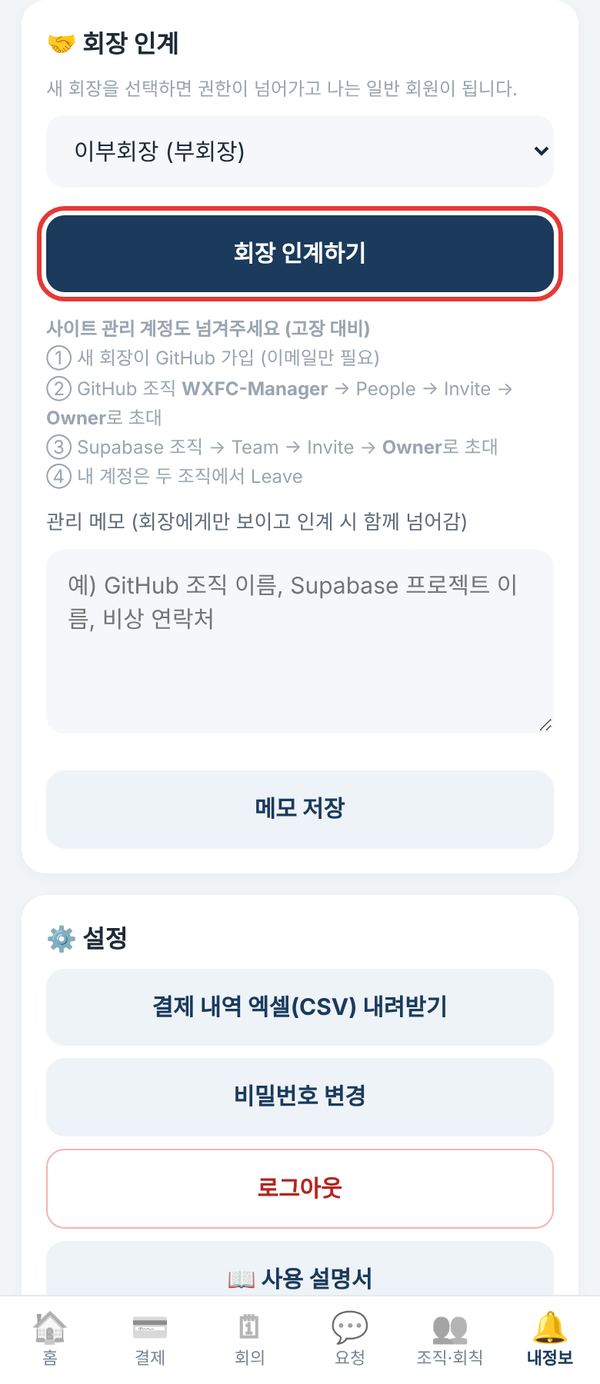 🤝 회장 인계
새 회장을 선택하면 권한이 넘어가고 나는 일반 회원이 됩니다.
이부회장 (부회장)
회장 인계하기
사이트 관리 계정도 넘겨주세요 (고장 대비)
① 새 회장이 GitHub 가입 (이메일만 필요)
② GitHub 조직 WXFC-Manager → People → Invite →
Owner로 초대
③ Supabase 조직 → Team → Invite → Owner로 초대
④ 내 계정은 두 조직에서 Leave
관리 메모 (회장에게만 보이고 인계 시 함께 넘어감)
예) GitHub 조직 이름, Supabase 프로젝트 이
름, 비상 연락처
메모 저장
⚙️ 설정
결제 내역 엑셀(CSV) 내려받기
비밀번호 변경
로그아웃
📖 사용 설명서
홈 결제 회의 요청 조직·회칙 내정보